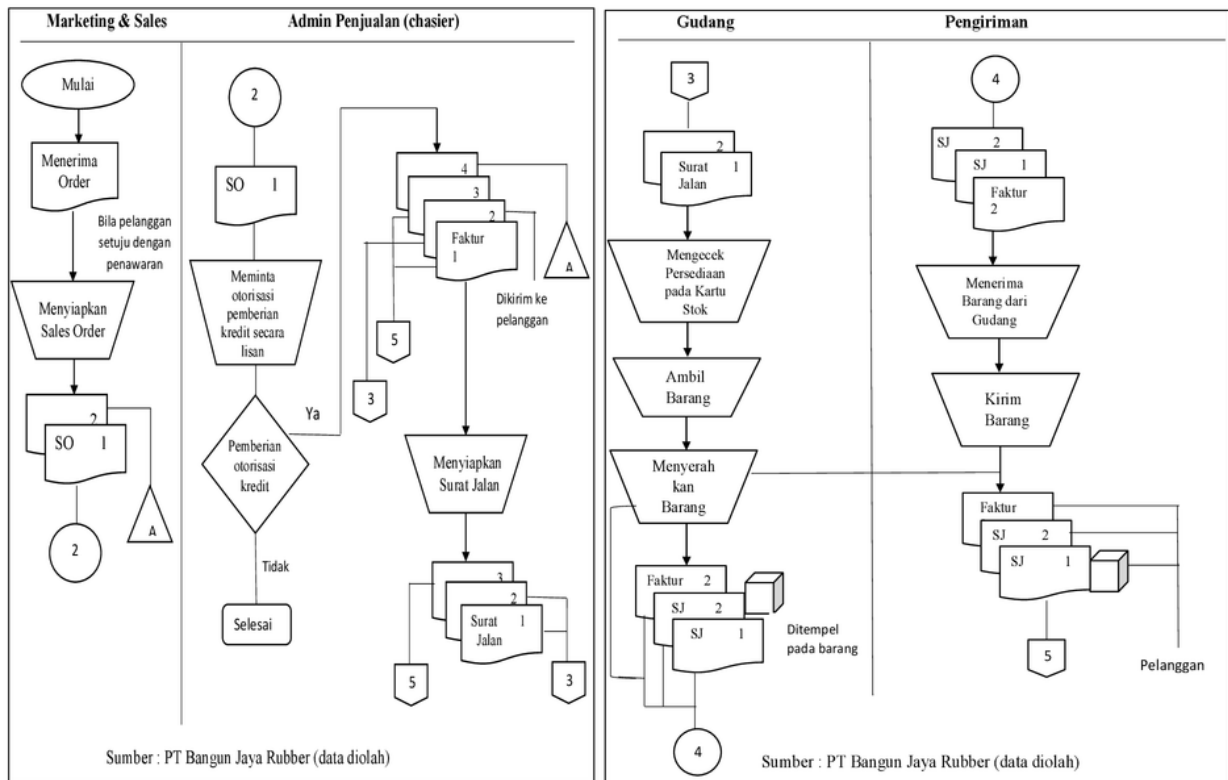 Marketing & Sales
Admin Penjualan (chasier)
Mulai
Menerima
Order
Bila pelanggan
setuju dengan
penawaran
Menyiapkan
Sales Order
2
SO 1
A
2
2
SO 1
Meminta
otorisasi
pemberian
kredit secara
lisan
Pemberian
otorisasi
kredit
Ya
Tidak
Selesai
4
3
2
Faktur
1
A
Dikirim ke
pelanggan
5
3
Menyiapkan
Surat Jalan
3
2
Surat 1
Jalan
5
3
Sumber : PT Bangun Jaya Rubber (data diolah)
Gudang
Pengiriman
3
2
Surat 1
Jalan
Mengecek
Persediaan
pada Kartu
Stok
Ambil
Barang
Menyerah
kan
Barang
Faktur 2
SJ 2
SJ 1
Ditempel
pada barang
4
4
SJ 2
SJ 1
Faktur
2
Menerima
Barang dari
Gudang
Kirim
Barang
Faktur
SJ 2
SJ 1
5
Pelanggan
Sumber : PT Bangun Jaya Rubber (data diolah)